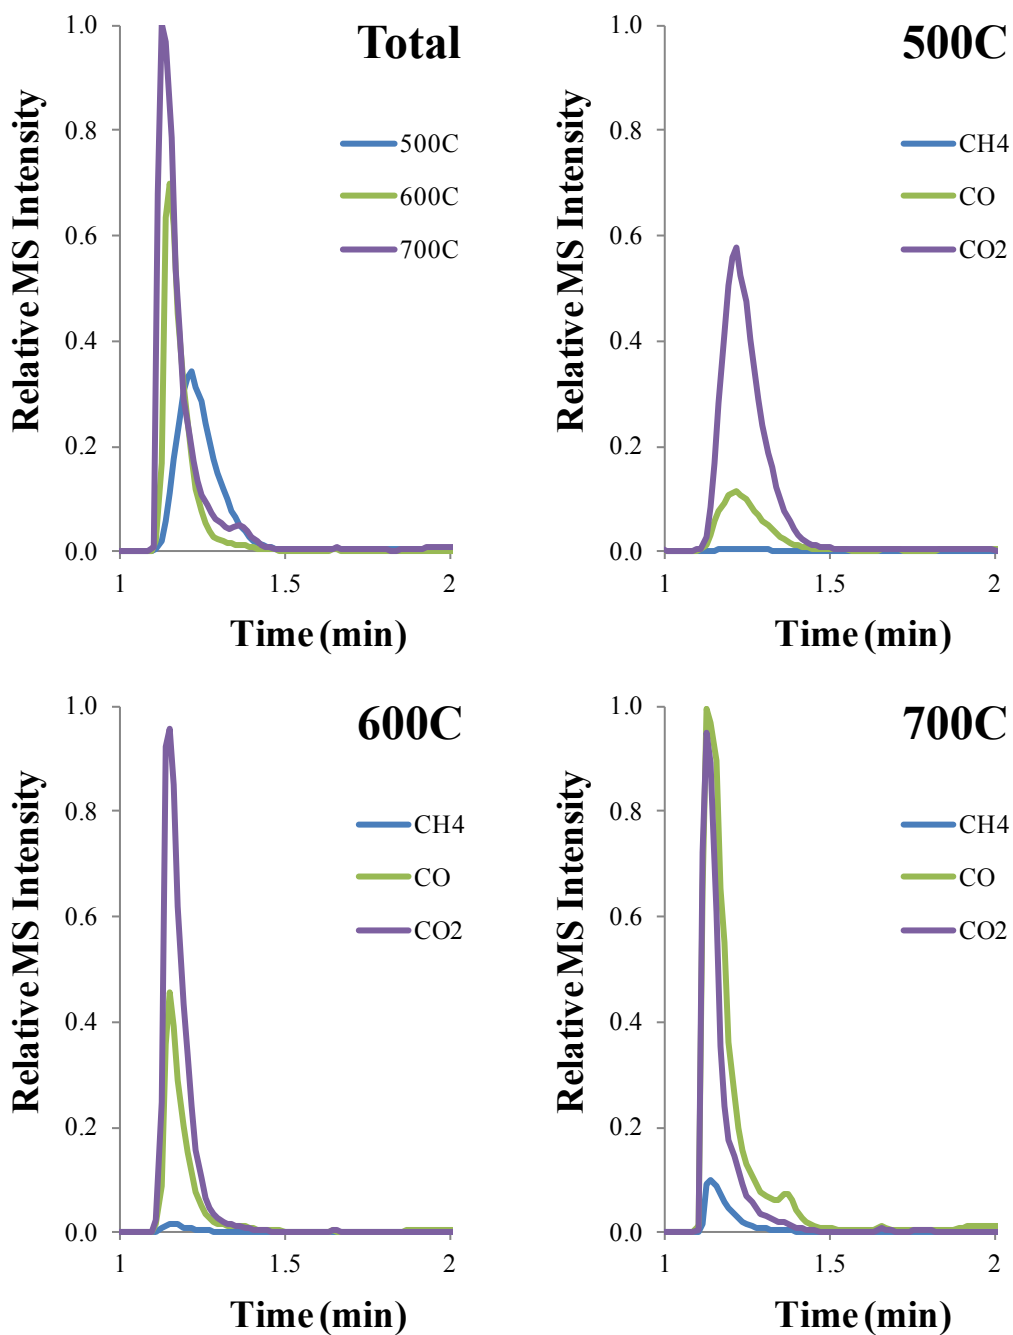 Total
1.0
0.8
0.6
0.4
0.2
0.0
Relative MS Intensity
500C
600C
700C
1 1.5 2
Time (min)
500C
1.0
0.8
0.6
0.4
0.2
0.0
Relative MS Intensity
CH4
CO
CO2
1 1.5 2
Time (min)
600C
1.0
0.8
0.6
0.4
0.2
0.0
Relative MS Intensity
CH4
CO
CO2
1 1.5 2
Time (min)
700C
1.0
0.8
0.6
0.4
0.2
0.0
Relative MS Intensity
CH4
CO
CO2
1 1.5 2
Time (min)